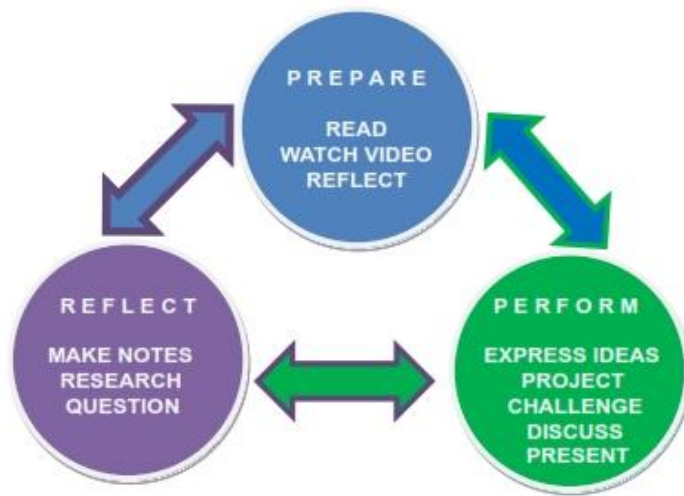 PREPARE
READ
WATCH VIDEO
REFLECT
REFLECT
MAKE NOTES
RESEARCH
QUESTION
PERFORM
EXPRESS IDEAS
PROJECT
CHALLENGE
DISCUSS
PRESENT